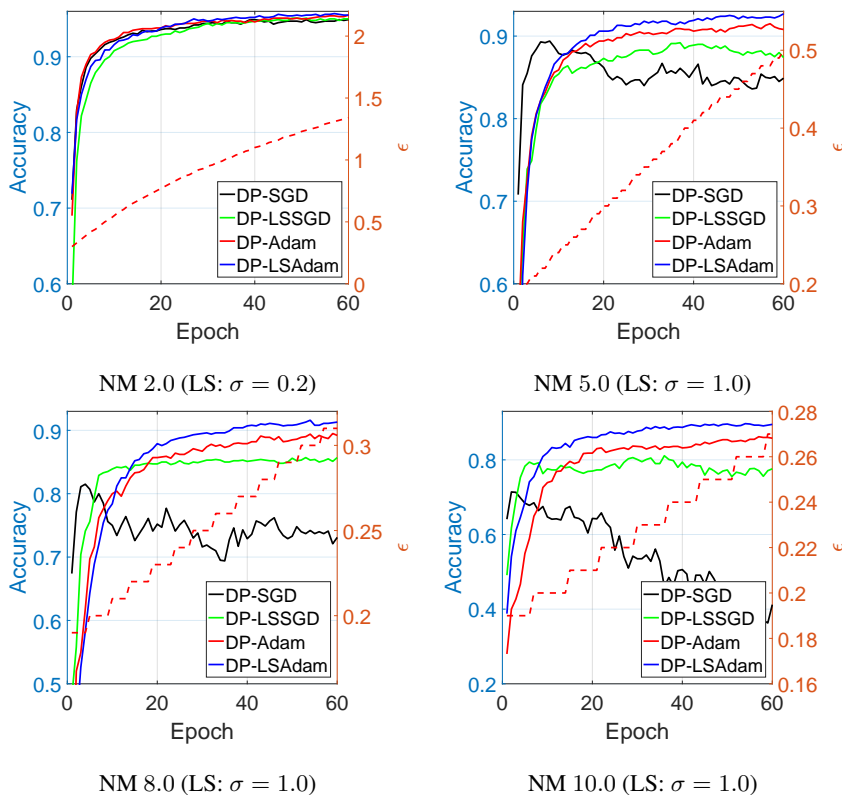 0.9
0.8
0.7
0.6
Accuracy
2
1.5
1
0.5
0
ϵ
DP-SGD
DP-LSSGD
DP-Adam
DP-LSAdam
0 20 40 60
Epoch
NM 2.0 (LS: σ = 0.2)
0.9
0.8
0.7
0.6
Accuracy
0.5
0.4
0.3
0.2
ϵ
DP-SGD
DP-LSSGD
DP-Adam
DP-LSAdam
0 20 40 60
Epoch
NM 5.0 (LS: σ = 1.0)
0.9
0.8
0.7
0.6
0.5
Accuracy
0.3
0.25
0.2
ϵ
DP-SGD
DP-LSSGD
DP-Adam
DP-LSAdam
0 20 40 60
Epoch
NM 8.0 (LS: σ = 1.0)
0.8
0.6
0.4
0.2
Accuracy
0.28
0.26
0.24
0.22
0.2
0.18
0.16
ϵ
DP-SGD
DP-LSSGD
DP-Adam
DP-LSAdam
0 20 40 60
Epoch
NM 10.0 (LS: σ = 1.0)